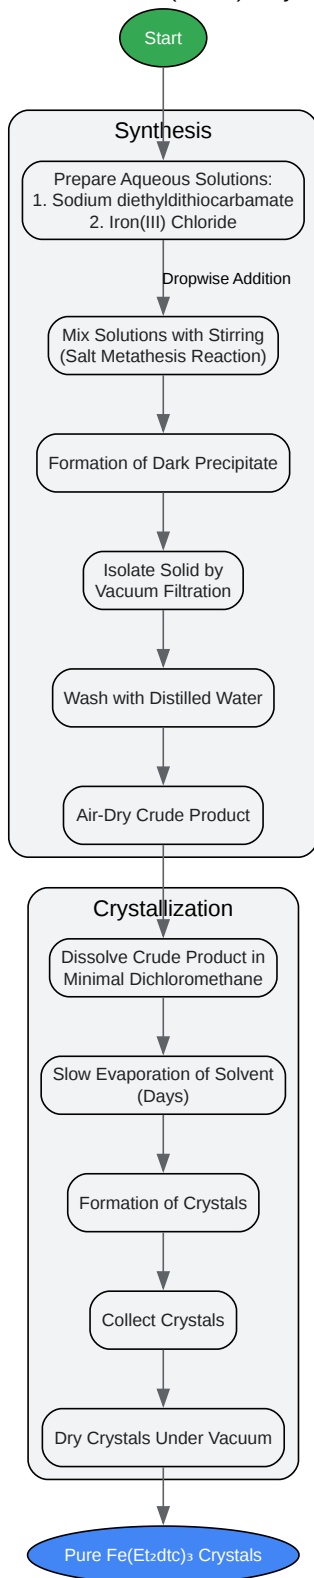 Start
Synthesis
Prepare Aqueous Solutions:
1. Sodium diethyldithiocarbamate
2. Iron(III) Chloride
Dropwise Addition
Mix Solutions with Stirring
(Salt Metathesis Reaction)
Formation of Dark Precipitate
Isolate Solid by
Vacuum Filtration
Wash with Distilled Water
Air-Dry Crude Product
Crystallization
Dissolve Crude Product in
Minimal Dichloromethane
Slow Evaporation of Solvent
(Days)
Formation of Crystals
Collect Crystals
Dry Crystals Under Vacuum
Pure Fe(Et₂dtc)₃ Crystals